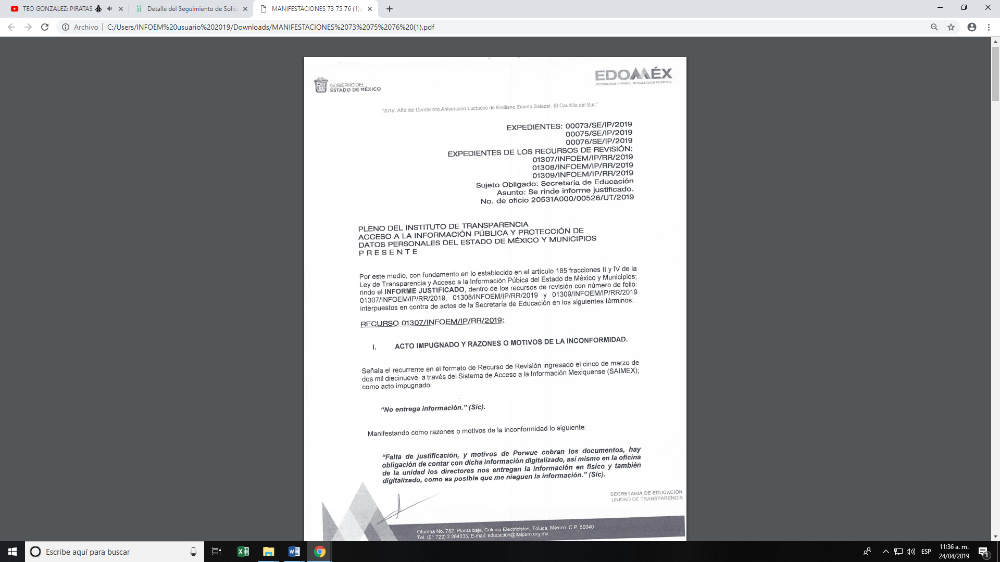 TEO GONZALEZ: PIRATAS
Detalle del Seguimiento de Solici
MANIFESTACIONES 73 75 76 (1).p
Archivo
C:/Users/INFOEM%20usuario%202019/Downloads/MANIFESTACIONES%2073%2075%2076%20(1).pdf
GOBIERNO DEL
ESTADO DE MÉXICO
EDOMÉX
DECISIONES FIRMES, RESULTADOS FUERTES.
"2019. Año del Centésimo Aniversario Luctuoso de Emiliano Zapata Salazar. El Caudillo del Sur."
EXPEDIENTES: 00073/SE/IP/2019
00075/SE/IP/2019
00076/SE/IP/2019
EXPEDIENTES DE LOS RECURSOS DE REVISIÓN:
01307/INFOEM/IP/RR/2019
01308/INFOEM/IP/RR/2019
01309/INFOEM/IP/RR/2019
Sujeto Obligado: Secretaría de Educación
Asunto: Se rinde informe justificado.
No. de oficio 20531A000/00526/UT/2019
PLENO DEL INSTITUTO DE TRANSPARENCIA
ACCESO A LA INFORMACIÓN PÚBLICA Y PROTECCIÓN DE
DATOS PERSONALES DEL ESTADO DE MÉXICO Y MUNICIPIOS
P R E S E N T E
Por este medio, con fundamento en lo establecido en el artículo 185 fracciones II y IV de la
Ley de Transparencia y Acceso a la Información Púbica del Estado de México y Municipios;
rindo el INFORME JUSTIFICADO, dentro de los recursos de revisión con número de folio:
01307/INFOEM/IP/RR/2019, 01308/INFOEM/IP/RR/2019 y 01309/INFOEM/IP/RR/2019
interpuestos en contra de actos de la Secretaría de Educación en los siguientes términos:
RECURSO 01307/INFOEM/IP/RR/2019:
I. ACTO IMPUGNADO Y RAZONES O MOTIVOS DE LA INCONFORMIDAD.
Señala el recurrente en el formato de Recurso de Revisión ingresado el cinco de marzo de
dos mil diecinueve, a través del Sistema de Acceso a la Información Mexiquense (SAIMEX);
como acto impugnado:
"No entrega información." (Sic).
Manifestando como razones o motivos de la inconformidad lo siguiente:
"Falta de justificación, y motivos de Porwue cobran los documentos, hay
obligación de contar con dicha información digitalizado, así mismo en la oficina
de la unidad los directores nos entregan la información en físico y también
digitalizado, como es posible que me nieguen la información." (Sic).
SECRETARÍA DE EDUCACIÓN
UNIDAD DE TRANSPARENCIA
Otumba No. 782, Planta baja, Colonia Electricistas, Toluca, México. C.P. 50040
Tel. (01 722) 2 264333, E-mail: educacion@itaipem.org.mx
Escribe aquí para buscar
ESP
11:36 a. m.
24/04/2019
1